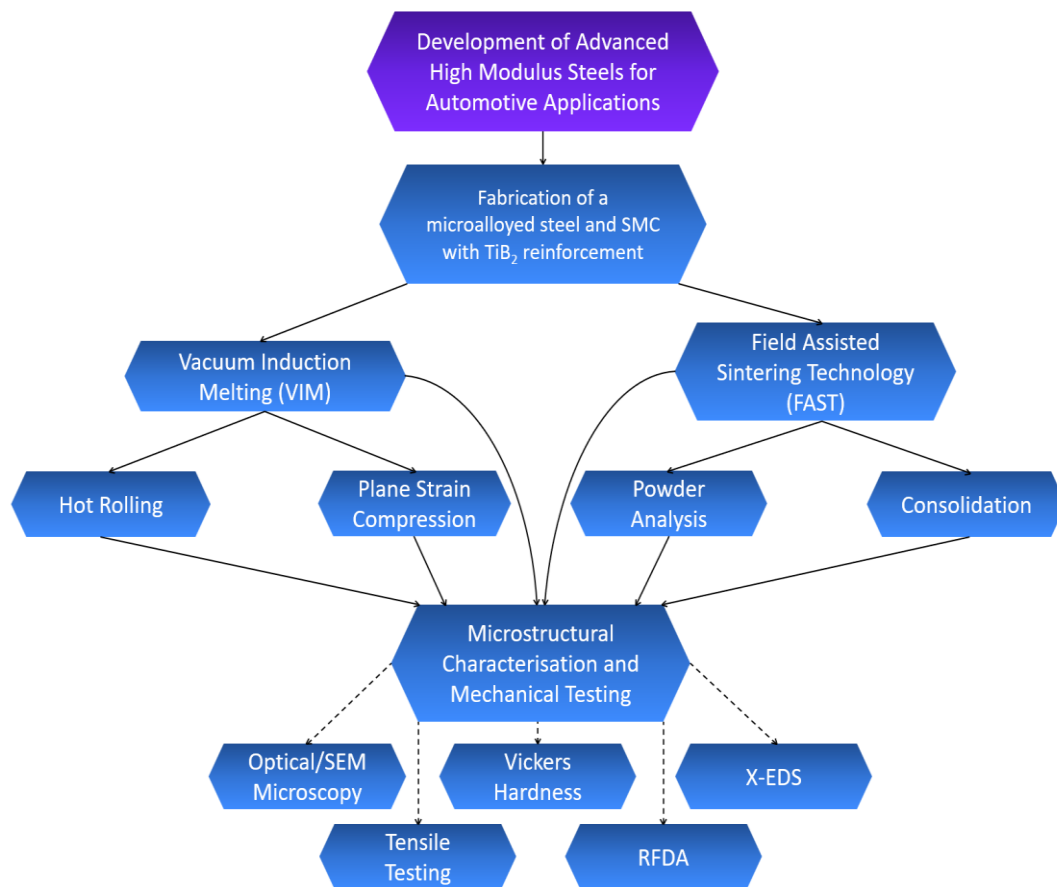 Development of Advanced
High Modulus Steels for
Automotive Applications
Fabrication of a
microalloyed steel and SMC
with TiB₂ reinforcement
Vacuum Induction
Melting (VIM)
Field Assisted
Sintering Technology
(FAST)
Hot Rolling
Plane Strain
Compression
Powder
Analysis
Consolidation
Microstructural
Characterisation and
Mechanical Testing
Optical/SEM
Microscopy
Vickers
Hardness
X-EDS
Tensile
Testing
RFDA